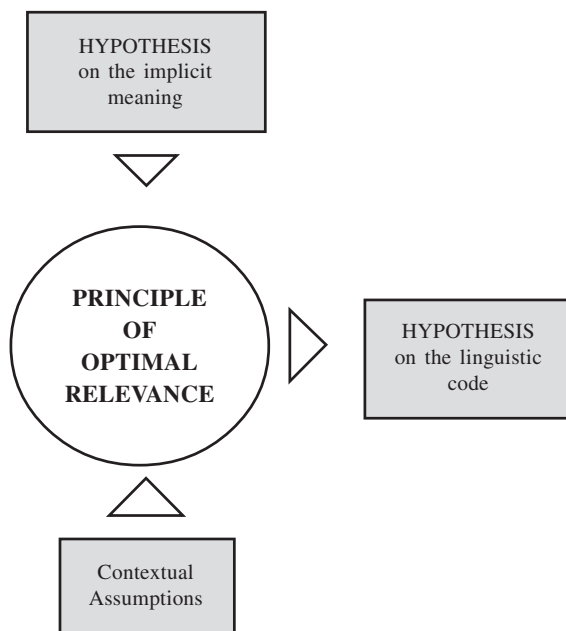 HYPOTHESIS
on the implicit
meaning
PRINCIPLE
OF
OPTIMAL
RELEVANCE
HYPOTHESIS
on the linguistic
code
Contextual
Assumptions